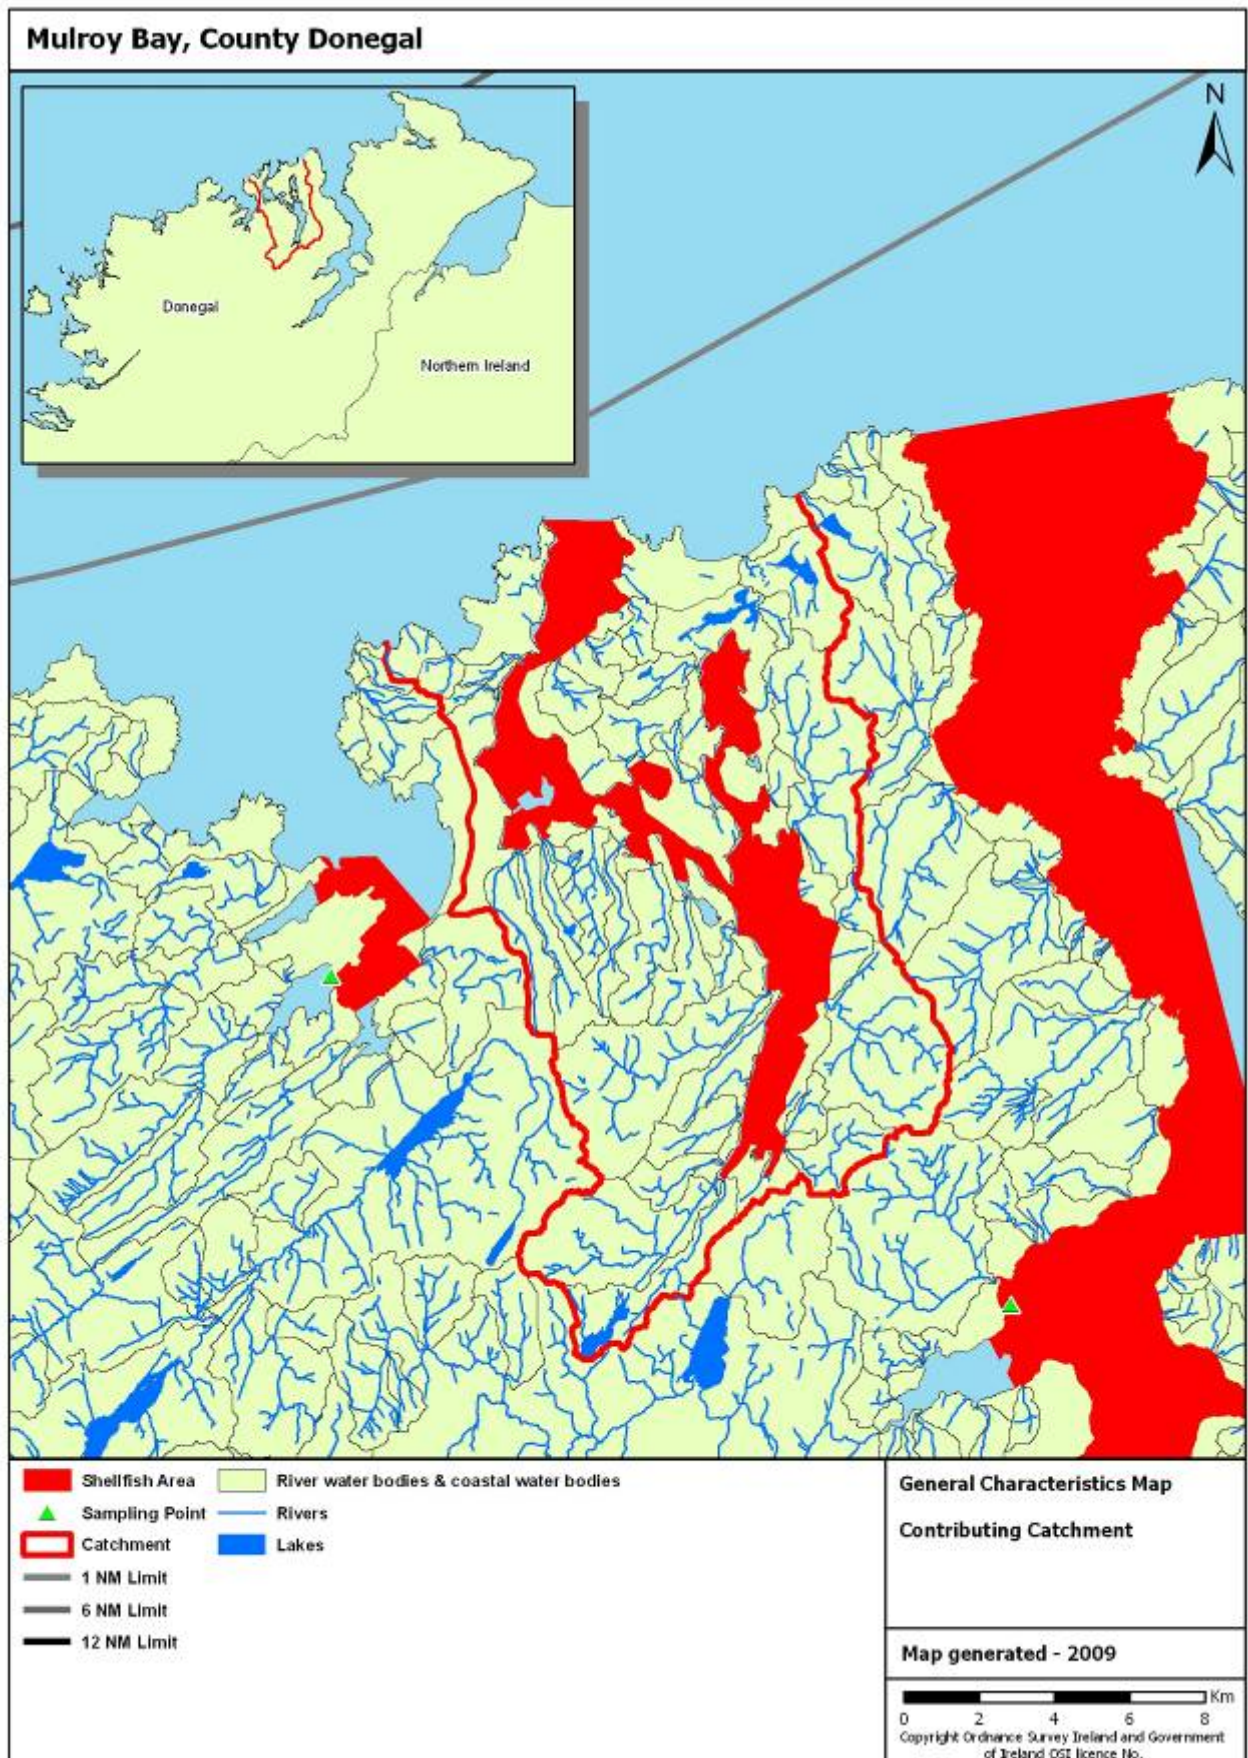 Mulroy Bay, County Donegal
N
Donegal
Northern Ireland
Shellfish Area
River water bodies & coastal water bodies
Sampling Point
Rivers
Catchment
Lakes
1 NM Limit
6 NM Limit
12 NM Limit
General Characteristics Map
Contributing Catchment
Map generated - 2009
Km
0 2 4 6 8
Copyright Ordnance Survey Ireland and Government
of Ireland OSI licence No.